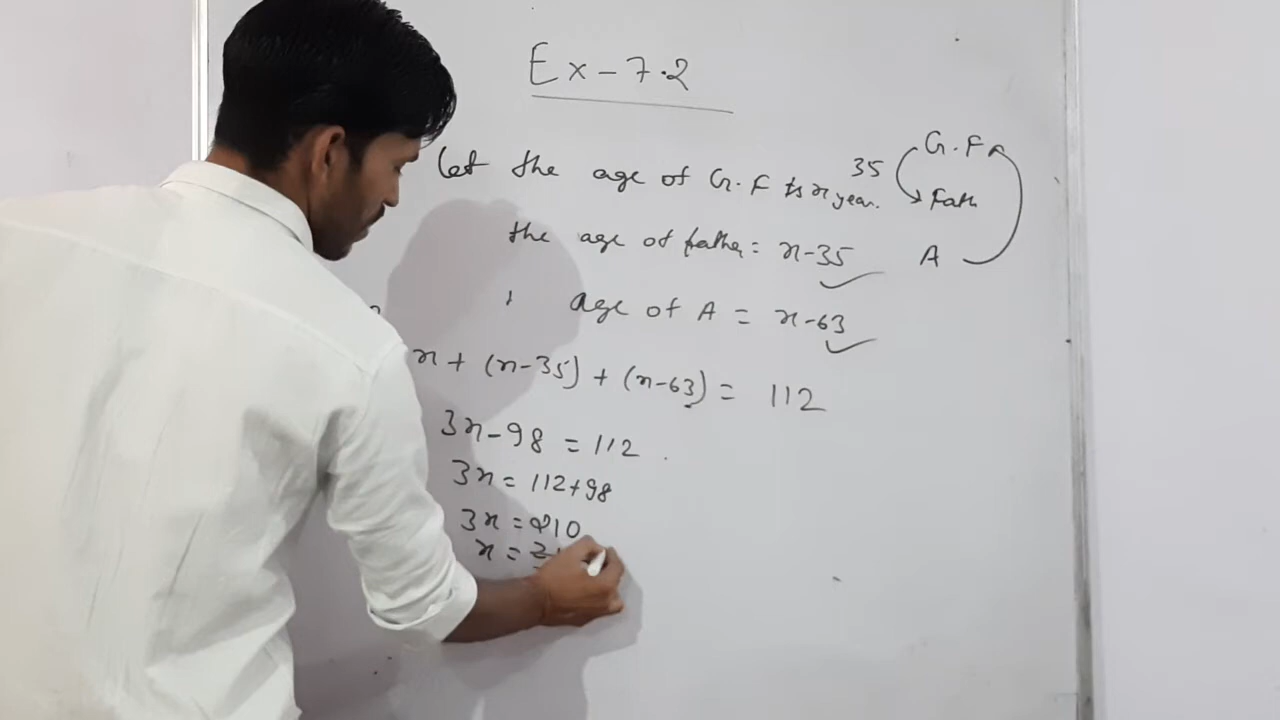 Ex-7.2
35
G.F
let the age of G.F is x year.
Fath
the age of father = x-35
A
age of A = x-63
x + (x-35) + (x-63) = 112
3x-98 = 112
3x = 112+98
3x = 210
x =